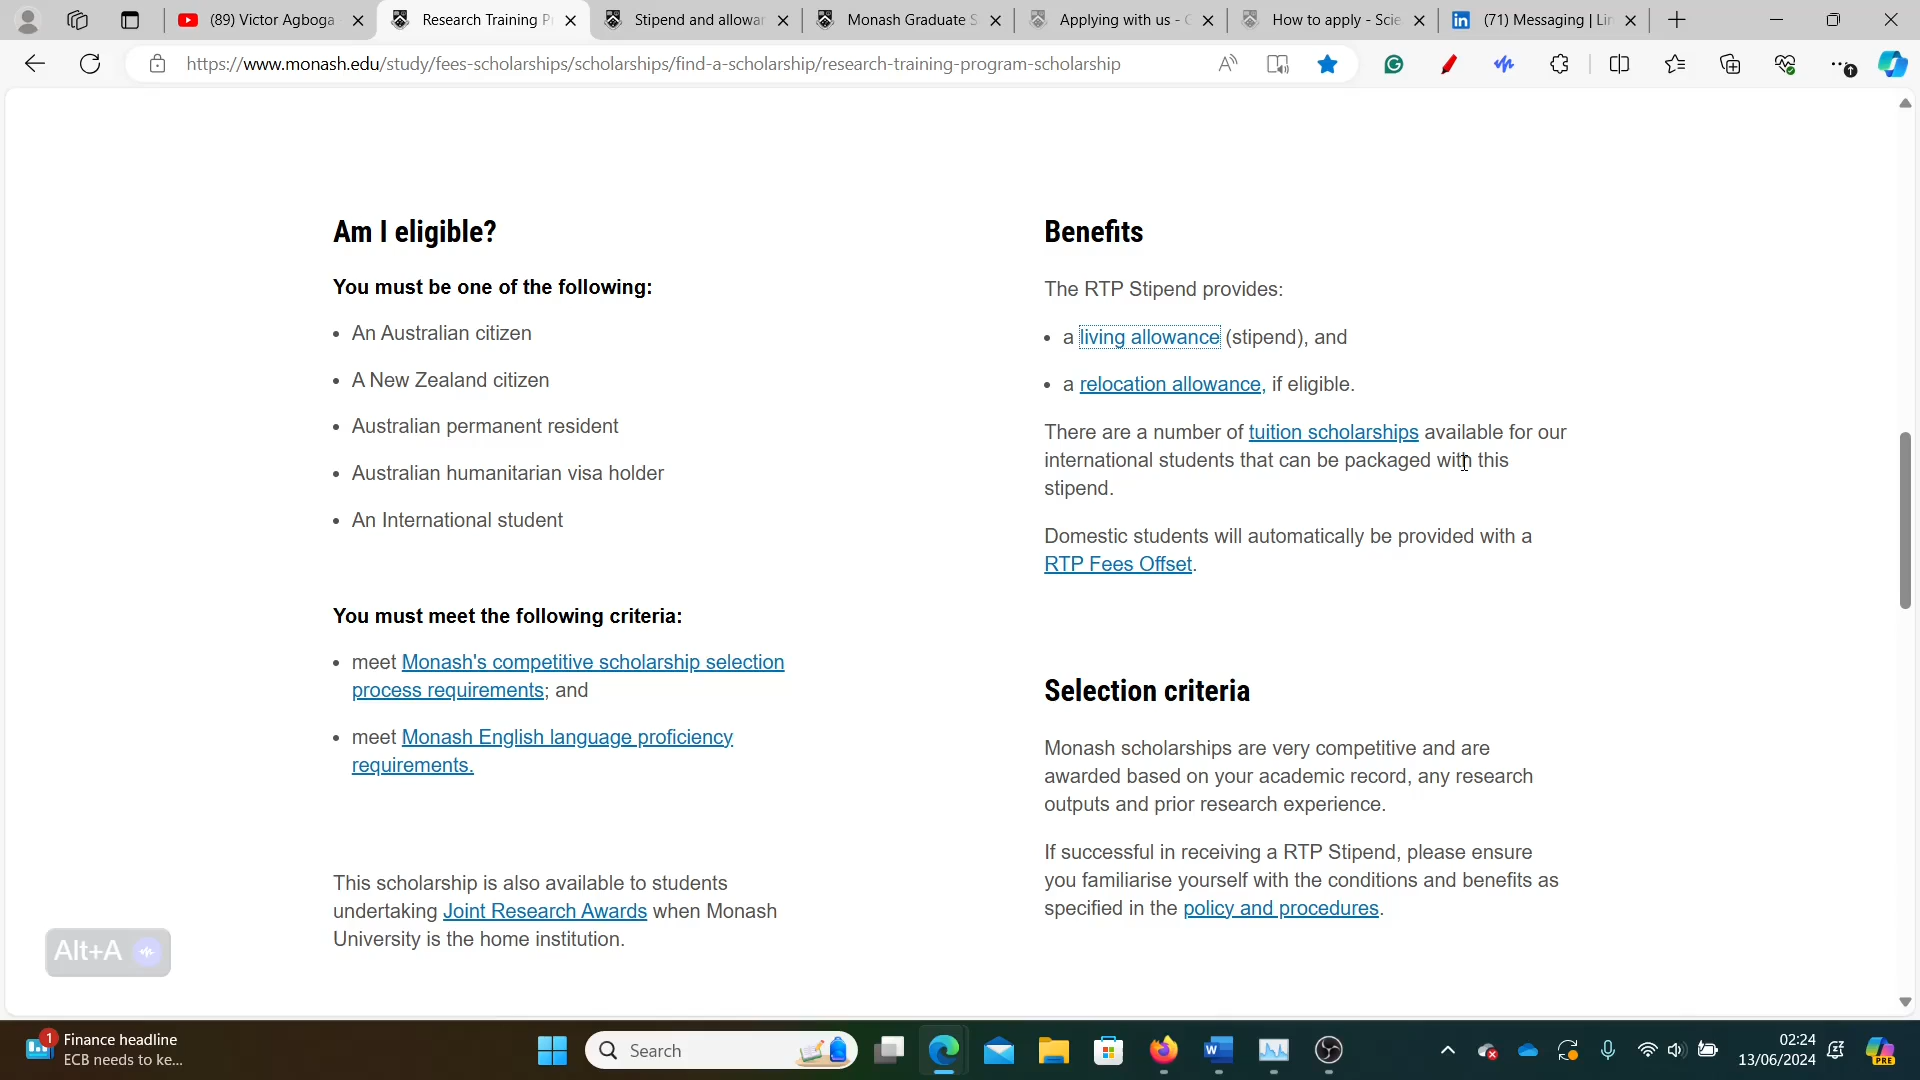 (89) Victor Agboga
Research Training P
Stipend and allowa
Monash Graduate S
Applying with us -
How to apply - Scie
(71) Messaging | Lin
https://www.monash.edu/study/fees-scholarships/scholarships/find-a-scholarship/research-training-program-scholarship
Am I eligible?
You must be one of the following:
• An Australian citizen
• A New Zealand citizen
• Australian permanent resident
• Australian humanitarian visa holder
• An International student
You must meet the following criteria:
• meet Monash's competitive scholarship selection
process requirements; and
• meet Monash English language proficiency
requirements.
This scholarship is also available to students
undertaking Joint Research Awards when Monash
University is the home institution.
Benefits
The RTP Stipend provides:
• a living allowance (stipend), and
• a relocation allowance, if eligible.
There are a number of tuition scholarships available for our
international students that can be packaged with this
stipend.
Domestic students will automatically be provided with a
RTP Fees Offset.
Selection criteria
Monash scholarships are very competitive and are
awarded based on your academic record, any research
outputs and prior research experience.
If successful in receiving a RTP Stipend, please ensure
you familiarise yourself with the conditions and benefits as
specified in the policy and procedures.
Alt+A
1
Finance headline
ECB needs to ke...
Search
02:24
13/06/2024
PRE